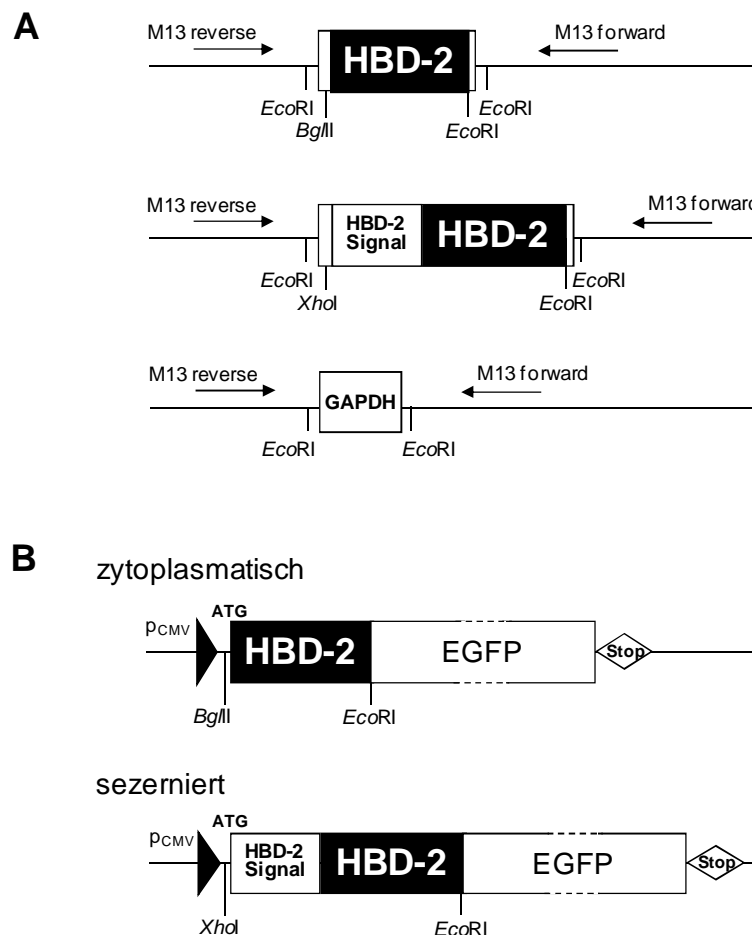 A
M13 reverse
M13 forward
HBD-2
EcoRI
EcoRI
BglII
EcoRI
M13 reverse
M13 forward
HBD-2
Signal
HBD-2
EcoRI
EcoRI
XhoI
EcoRI
M13 reverse
M13 forward
GAPDH
EcoRI
EcoRI
B
zytoplasmatisch
ATG
pCMV
HBD-2
EGFP
Stop
BglII
EcoRI
sezerniert
ATG
pCMV
HBD-2
Signal
HBD-2
EGFP
Stop
XhoI
EcoRI